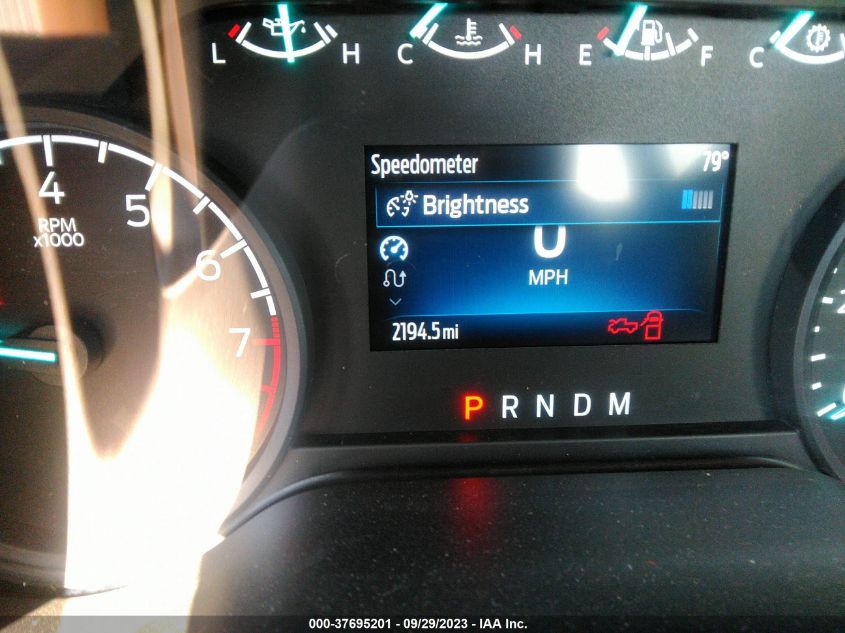 L H C H E F C
Speedometer 79°
Brightness
4
5
RPM
x1000
0
MPH
6
7
2194.5 mi
P R N D M
000-37695201 - 09/29/2023 - IAA Inc.